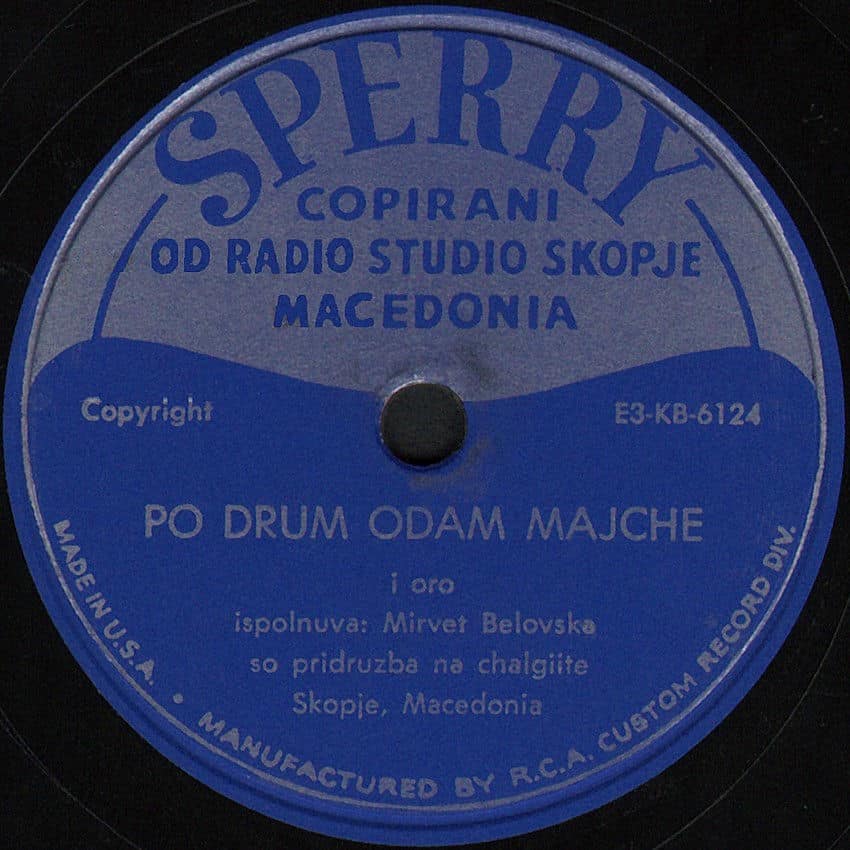 SPERRY
COPIRANI
OD RADIO STUDIO SKOPJE
MACEDONIA
Copyright
E3-KB-6124
PO DRUM ODAM MAJCHE
i oro
ispolnuva: Mirvet Belovska
so pridruzba na chalgiite
Skopje, Macedonia
MADE IN U.S.A. • MANUFACTURED BY R.C.A. CUSTOM RECORD DIV.